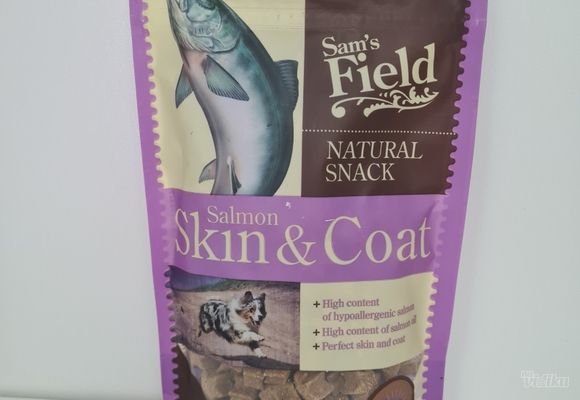 Sam's
Field
NATURAL
SNACK
Salmon
Skin & Coat
+ High content
of hypoallergenic salmon
+ High content of salmon oil
+ Perfect skin and coat